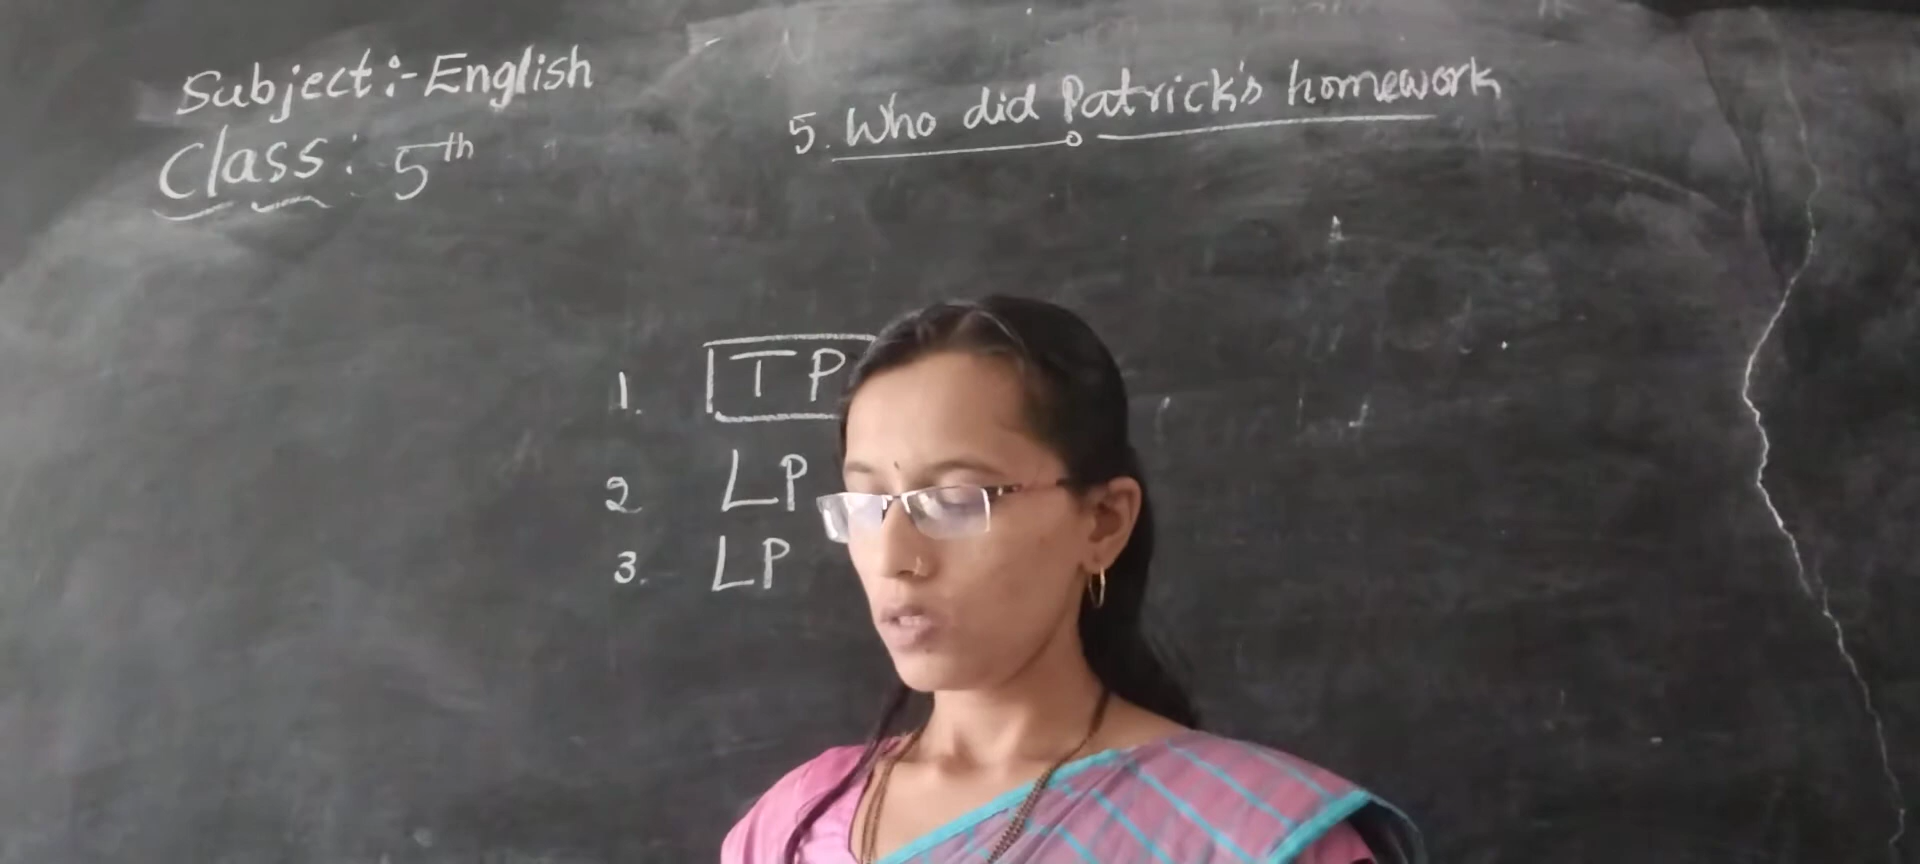 Subject:- English
Class: 5th
5. Who did Patrick's homework
1. TP
2 LP
3. LP